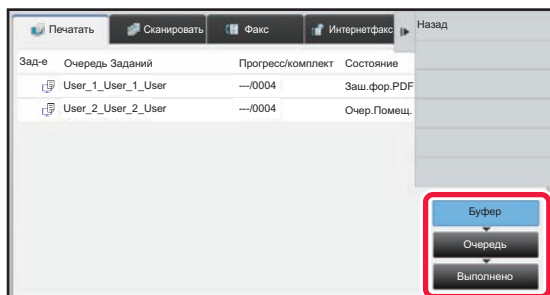 Печатать Сканировать Факс Интернетфакс Назад
Зад-е Очередь Заданий Прогресс/комплект Состояние
User_1_User_1_User ---/0004 Заш.фор.PDF
User_2_User_2_User ---/0004 Очер.Помещ.
Буфер
Очередь
Выполнено